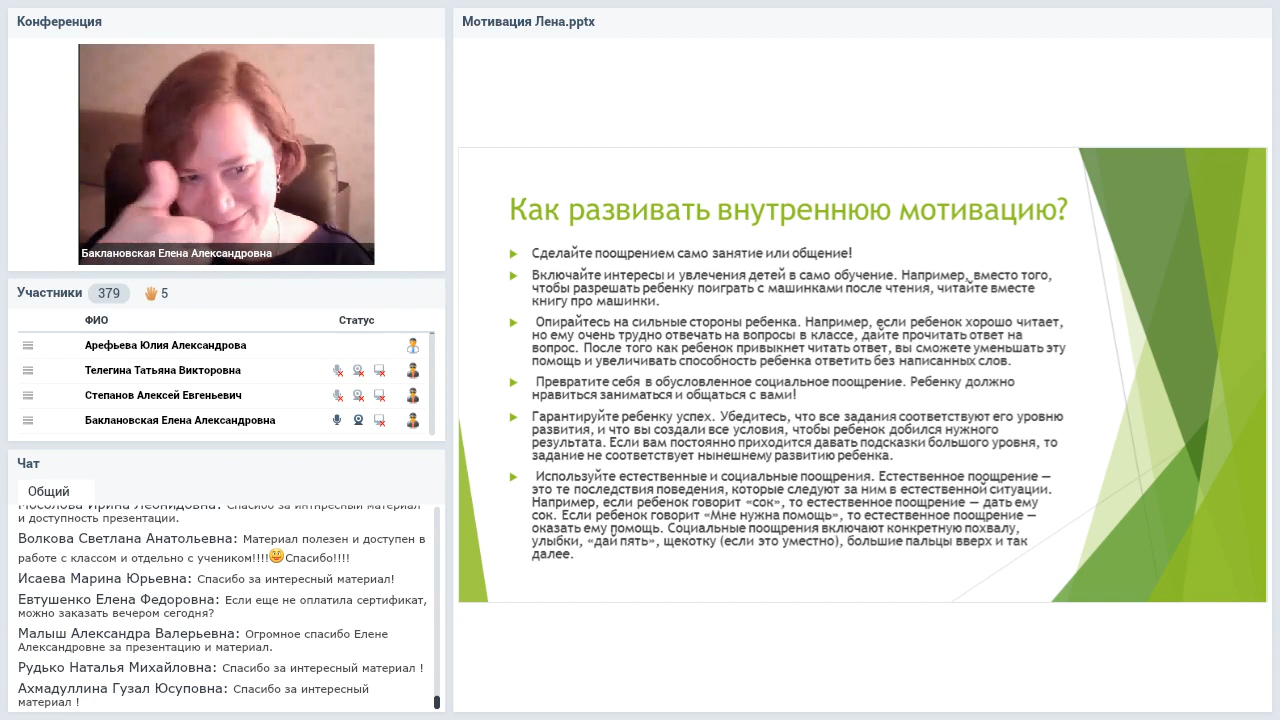 Конференция
Баклановская Елена Александровна
Участники 379 5
ФИО Статус
Арефьева Юлия Александрова
Телегина Татьяна Викторовна
Степанов Алексей Евгеньевич
Баклановская Елена Александровна
Чат
Общий
Мосолова Ирина Леонидовна: Спасибо за интнресный материал
и доступность презентации.
Волкова Светлана Анатольевна: Материал полезен и доступен в
работе с классом и отдельно с учеником!!!!Спасибо!!!!
Исаева Марина Юрьевна: Спасибо за интересный материал!
Евтушенко Елена Федоровна: Если еще не оплатила сертификат,
можно заказать вечером сегодня?
Малыш Александра Валерьевна: Огромное спасибо Елене
Александровне за презентацию и материал.
Рудько Наталья Михайловна: Спасибо за интересный материал !
Ахмадуллина Гузал Юсуповна: Спасибо за интересный
материал !
Мотивация Лена.pptx
Как развивать внутреннюю мотивацию?
Сделайте поощрением само занятие или общение!
Включайте интересы и увлечения детей в само обучение. Например, вместо того,
чтобы разрешать ребенку поиграть с машинками после чтения, читайте вместе
книгу про машинки.
Опирайтесь на сильные стороны ребенка. Например, если ребенок хорошо читает,
но ему очень трудно отвечать на вопросы в классе, дайте прочитать ответ на
вопрос. После того как ребенок привыкнет читать ответ, вы сможете уменьшать эту
помощь и увеличивать способность ребенка ответить без написанных слов.
Превратите себя в обусловленное социальное поощрение. Ребенку должно
нравиться заниматься и общаться с вами!
Гарантируйте ребенку успех. Убедитесь, что все задания соответствуют его уровню
развития, и что вы создали все условия, чтобы ребенок добился нужного
результата. Если вам постоянно приходится давать подсказки большого уровня, то
задание не соответствует нынешнему развитию ребенка.
Используйте естественные и социальные поощрения. Естественное поощрение —
это те последствия поведения, которые следуют за ним в естественной ситуации.
Например, если ребенок говорит «сок», то естественное поощрение — дать ему
сок. Если ребенок говорит «Мне нужна помощь», то естественное поощрение —
оказать ему помощь. Социальные поощрения включают конкретную похвалу,
улыбки, «дай пять», щекотку (если это уместно), большие пальцы вверх и так
далее.